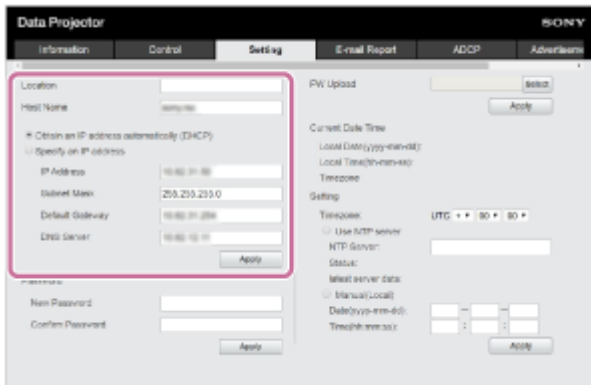 Data Projector
SONY
Information
Control
Setting
E-mail Report
ADCP
Advertisem
Location
Host Name
Obtain an IP address automatically (DHCP)
Specify an IP address
IP Address
Subnet Mask
255.255.255.0
Default Gateway
DNS Server
Apply
Password
New Password
Confirm Password
Apply
FW Upload
Select
Apply
Current Date Time
Local Date(yyyy-mm-dd):
Local Time(hh-mm-ss):
Timezone
Setting
Timezone:
UTC + 00 00
Use NTP server
NTP Server:
Status:
latest server data:
Manual(Local)
Date(yyyy-mm-dd):
Time(hh:mm:ss):
Apply